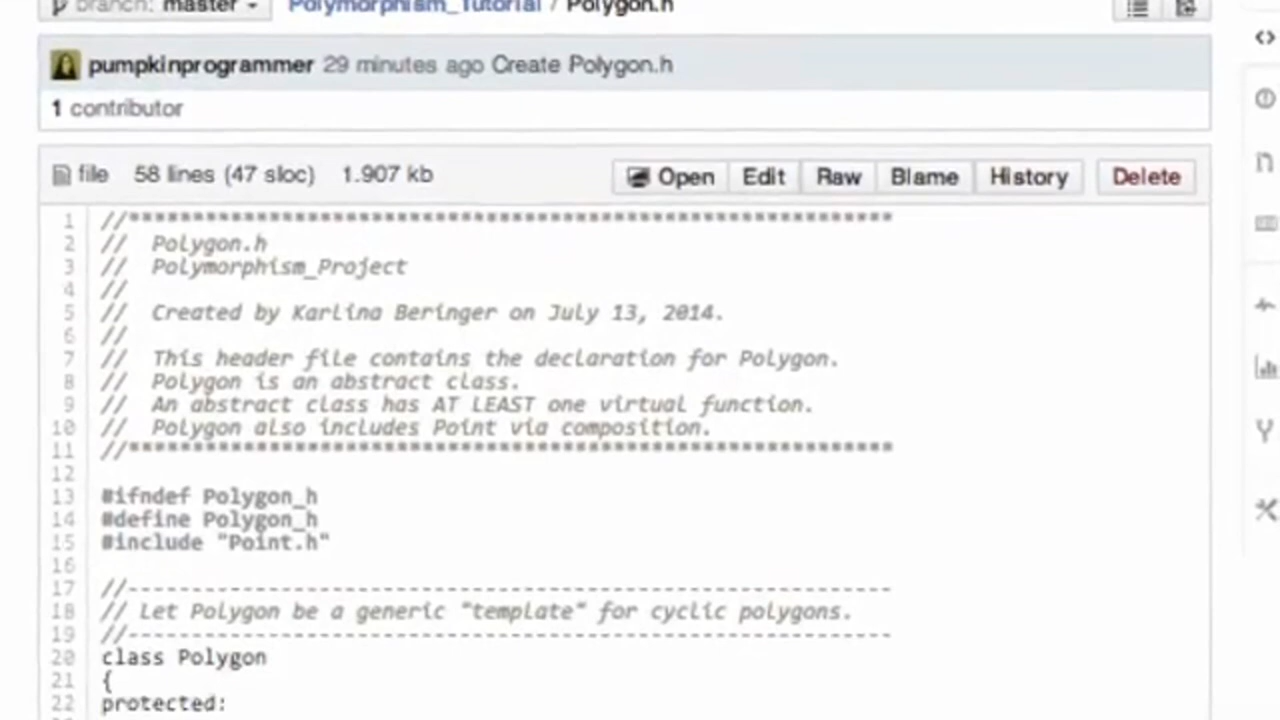 branch: master Polymorphism_Tutorial / Polygon.h
pumpkinprogrammer 29 minutes ago Create Polygon.h
1 contributor
file 58 lines (47 sloc) 1.907 kb Open Edit Raw Blame History Delete
1 //************************************************************
2 // Polygon.h
3 // Polymorphism_Project
4 //
5 // Created by Karlina Beringer on July 13, 2014.
6 //
7 // This header file contains the declaration for Polygon.
8 // Polygon is an abstract class.
9 // An abstract class has AT LEAST one virtual function.
10 // Polygon also includes Point via composition.
11 //************************************************************
12
13 #ifndef Polygon_h
14 #define Polygon_h
15 #include "Point.h"
16
17 //------------------------------------------------------------
18 // Let Polygon be a generic "template" for cyclic polygons.
19 //------------------------------------------------------------
20 class Polygon
21 {
22 protected: